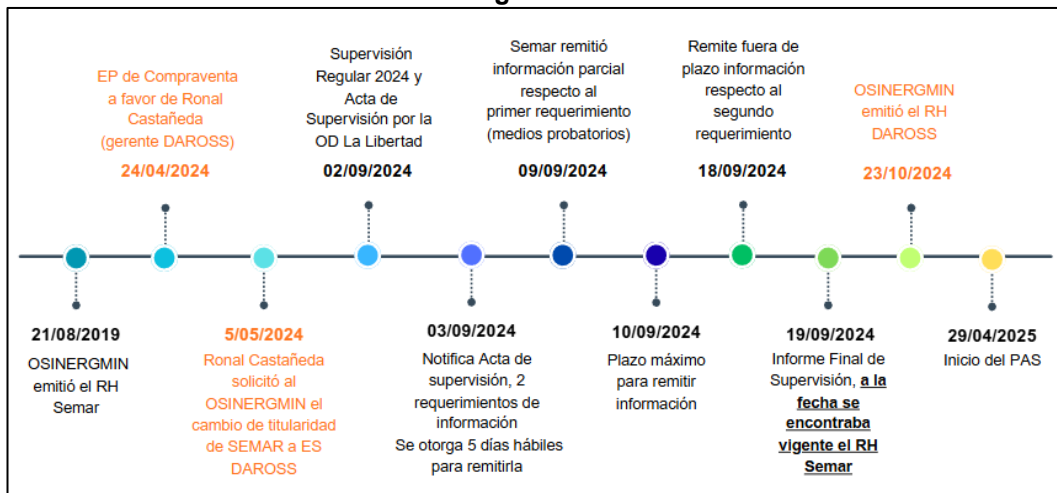 EP de Compraventa
a favor de Ronal
Castañeda
(gerente DAROSS)
24/04/2024
Supervisión
Regular 2024 y
Acta de
Supervisión por la
OD La Libertad
02/09/2024
Semar remitió
información parcial
respecto al
primer requerimiento
(medios probatorios)
09/09/2024
Remite fuera de
plazo información
respecto al
segundo
requerimiento
18/09/2024
OSINERGMIN
emitió el RH
DAROSS
23/10/2024
21/08/2019
OSINERGMIN
emitió el RH
Semar
5/05/2024
Ronal Castañeda
solicitó al
OSINERGMIN el
cambio de titularidad
de SEMAR a ES
DAROSS
03/09/2024
Notifica Acta de
supervisión, 2
requerimientos de
información
Se otorga 5 días hábiles
para remitirla
10/09/2024
Plazo máximo
para remitir
información
19/09/2024
Informe Final de
Supervisión, a la
fecha se
encontraba
vigente el RH
Semar
29/04/2025
Inicio del PAS